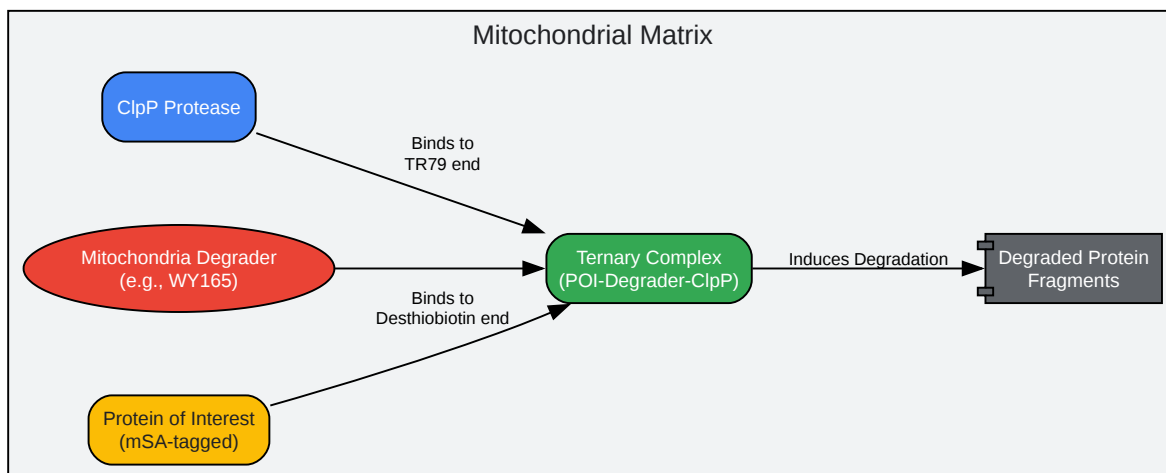 Mitochondrial Matrix
ClpP Protease
Binds to
TR79 end
Mitochondria Degrader
(e.g., WY165)
Ternary Complex
(POI-Degrader-ClpP)
Induces Degradation
Degraded Protein
Fragments
Binds to
Desthiobiotin end
Protein of Interest
(mSA-tagged)